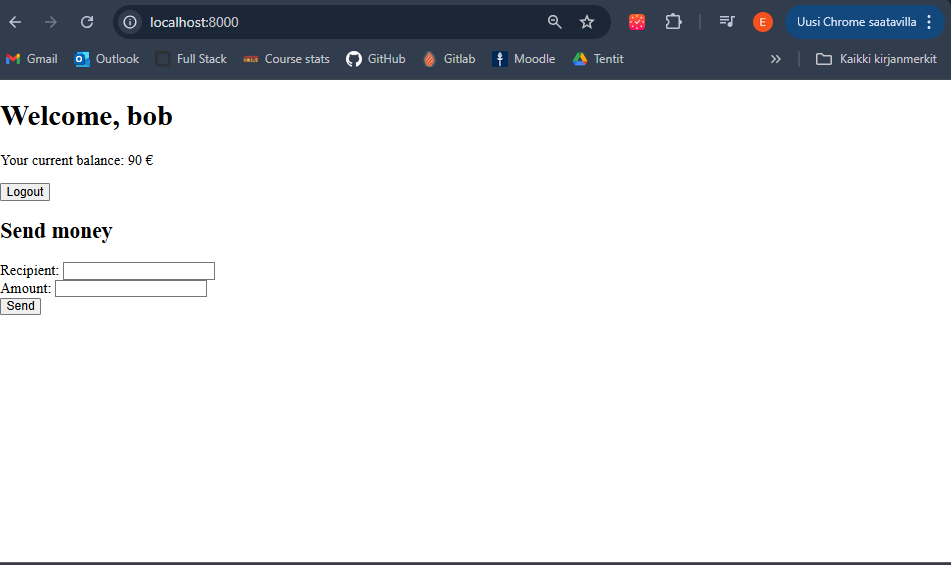 localhost:8000
E
Uusi Chrome saatavilla
Gmail Outlook Full Stack Course stats GitHub Gitlab Moodle Tentit » Kaikki kirjanmerkit
Welcome, bob
Your current balance: 90 €
Logout
Send money
Recipient:
Amount:
Send